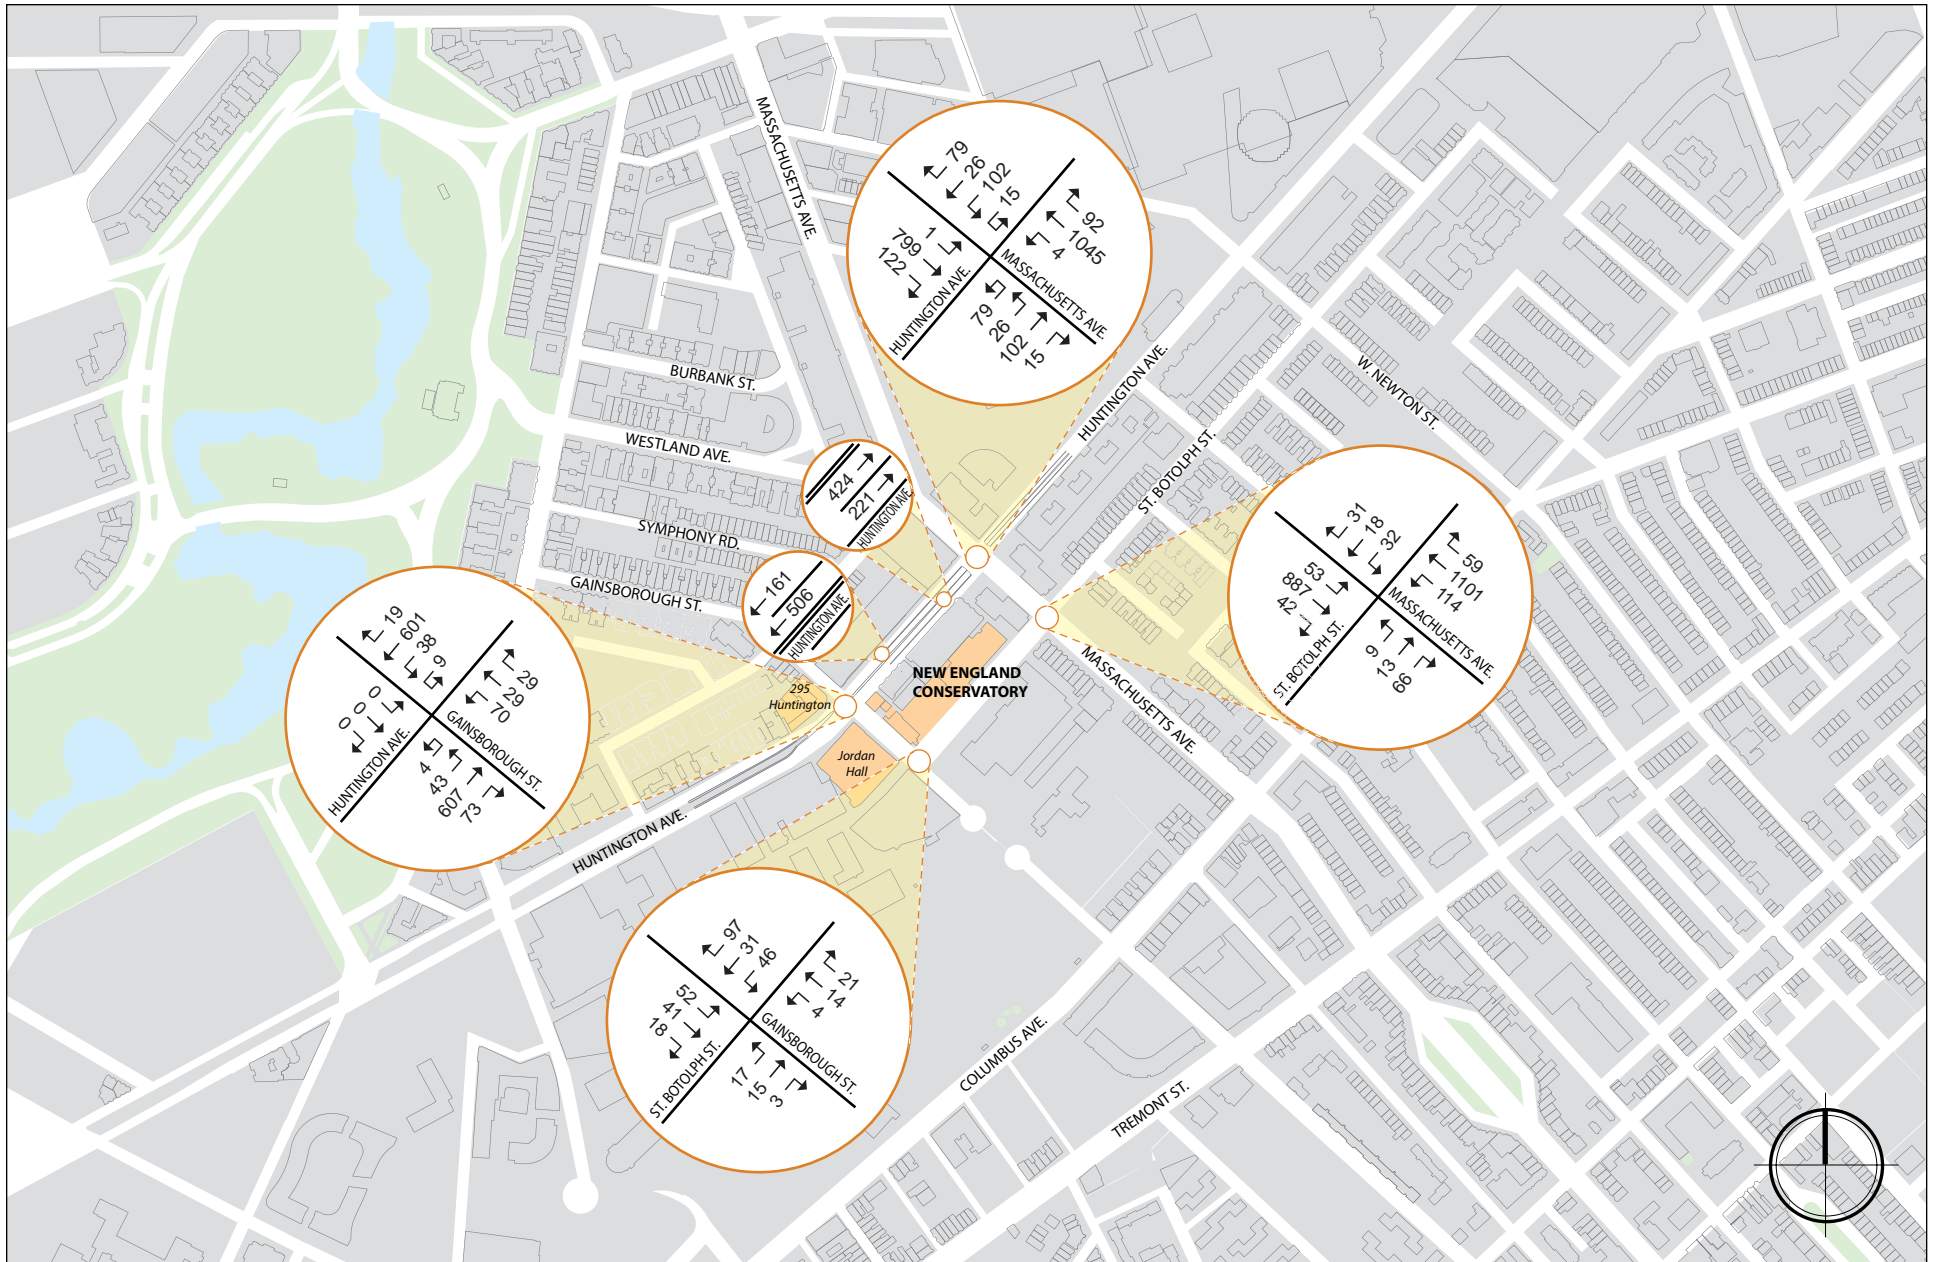 MASSACHUSETTS AVE.
79
26
102
15
92
1045
4
1
799
122
HUNTINGTON AVE.
MASSACHUSETTS AVE.
79
26
102
15
BURBANK ST.
WESTLAND AVE.
SYMPHONY RD.
GAINSBOROUGH ST.
HUNTINGTON AVE.
ST. BOTOLPH ST.
W. NEWTON ST.
424
221
HUNTINGTON AVE.
161
506
HUNTINGTON AVE.
31
18
32
59
1101
114
53
887
42
ST. BOTOLPH ST.
MASSACHUSETTS AVE.
9
13
66
19
601
38
9
29
29
70
0
0
0
HUNTINGTON AVE.
GAINSBOROUGH ST.
4
43
607
73
295
Huntington
NEW ENGLAND
CONSERVATORY
Jordan
Hall
MASSACHUSETTS AVE.
HUNTINGTON AVE.
97
31
46
21
14
4
52
41
18
ST. BOTOLPH ST.
GAINSBOROUGH ST.
17
15
3
COLUMBUS AVE.
TREMONT ST.